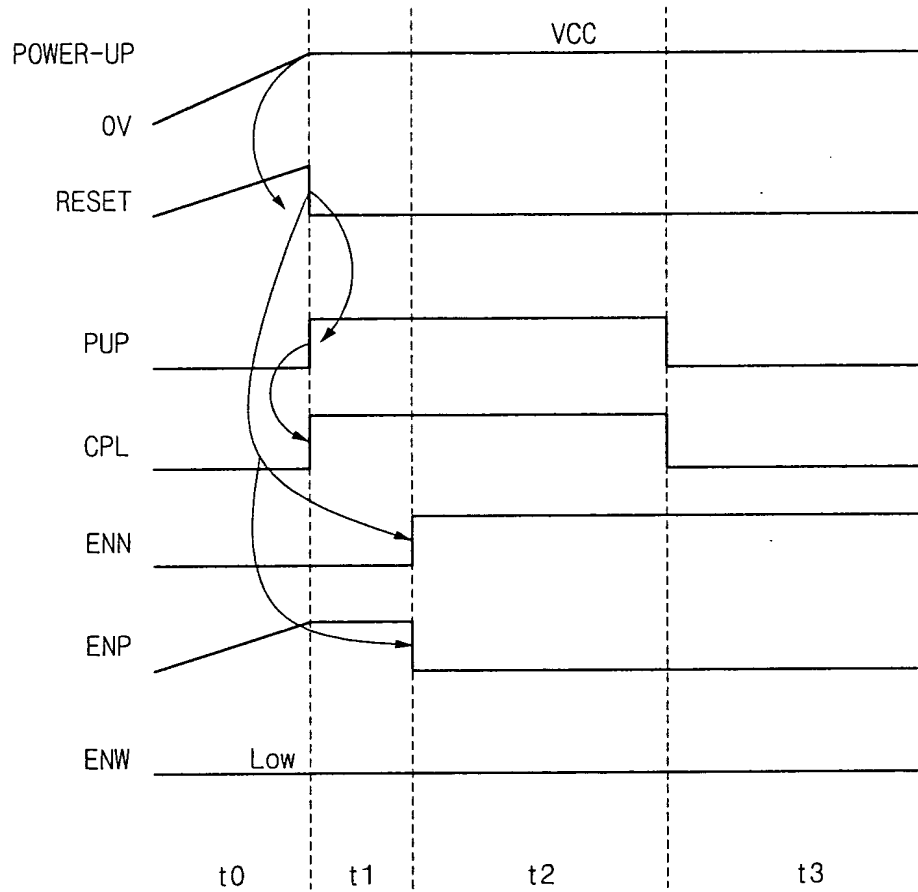 VCC
POWER-UP
0V
RESET
PUP
CPL
ENN
ENP
ENW Low
t0 t1 t2 t3